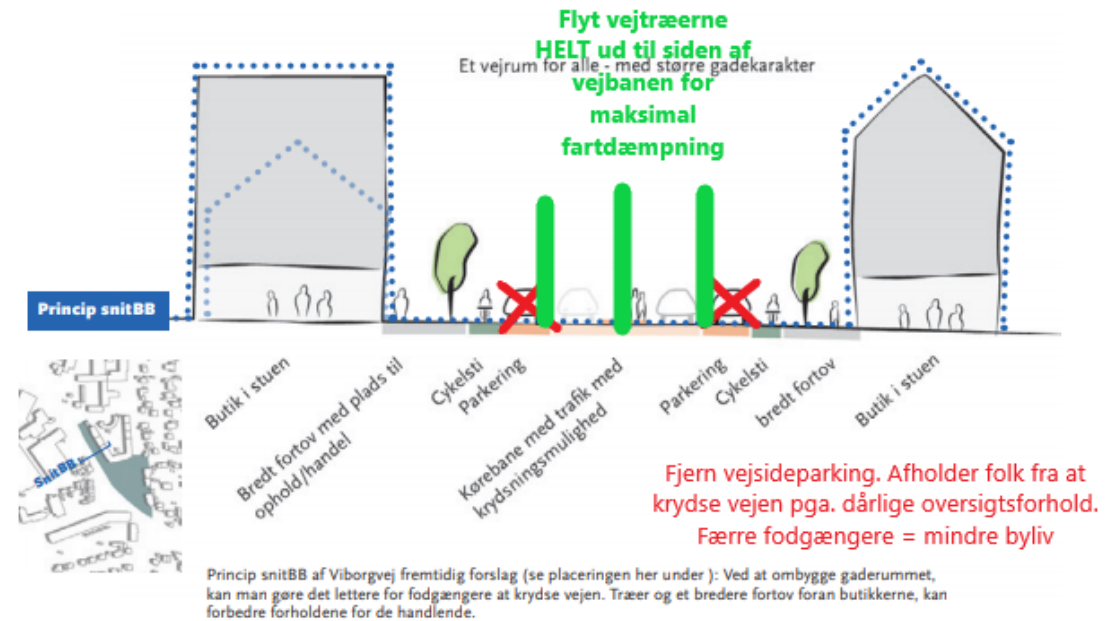 Flyt vejtræerne
HELT ud til siden af
Et vejrum for alle - med større gadekarakter
vejbanen for
maksimal
fartdæmpning
Princip snitBB
Butik i stuen
Bredt fortov med plads til
ophold/handel
Cykelsti
Parkering
Kørebane med trafik med
krydsningsmulighed
Parkering
Cykelsti
bredt fortov
Butik i stuen
SnitBB
Fjern vejsideparking. Afholder folk fra at
krydse vejen pga. dårlige oversigtsforhold.
Færre fodgængere = mindre byliv
Princip snitBB af Viborgvej fremtidig forslag (se placeringen her under ): Ved at ombygge gaderummet,
kan man gøre det lettere for fodgængere at krydse vejen. Træer og et bredere fortov foran butikkerne, kan
forbedre forholdene for de handlende.